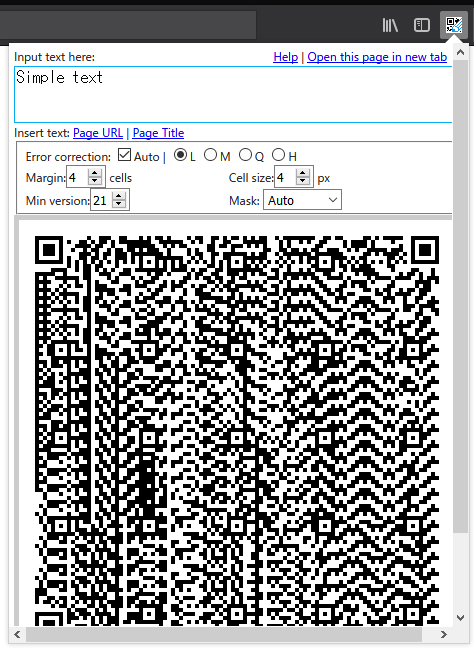 Input text here: Help | Open this page in new tab
Simple text
Insert text: Page URL | Page Title
Error correction: Auto | L M Q H
Margin: 4 cells Cell size: 4 px
Min version: 21 Mask: Auto